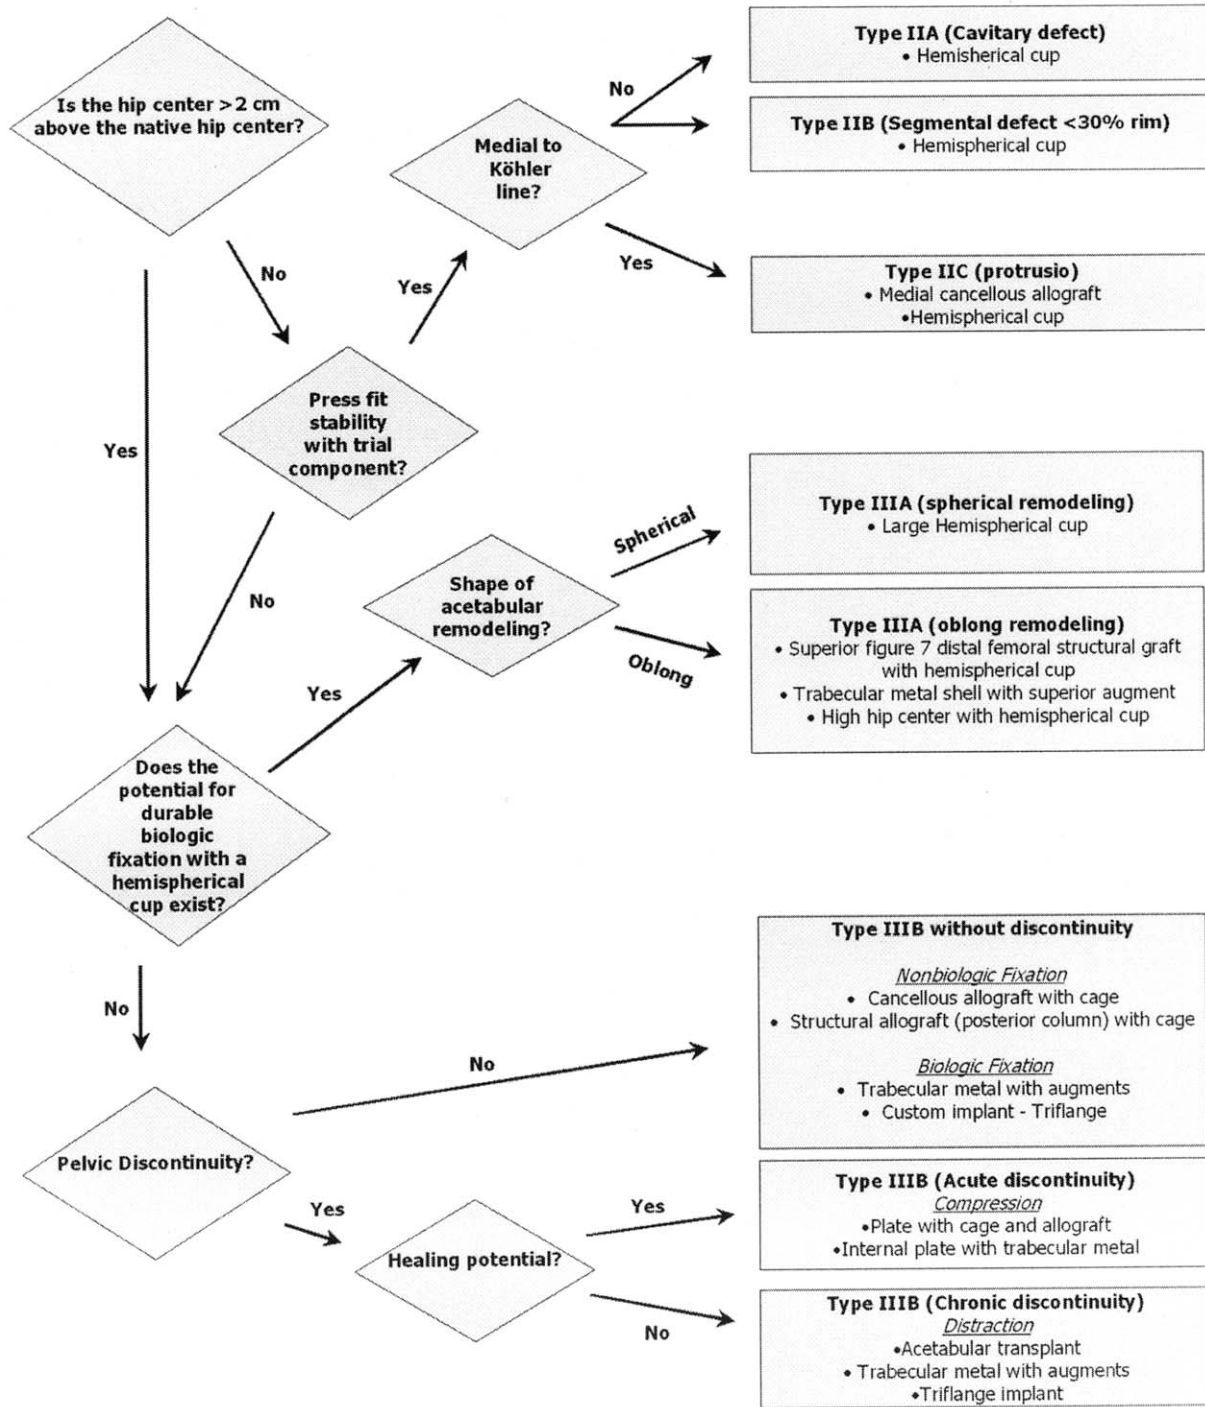 Is the hip center >2 cm
above the native hip center?
No
Yes
Medial to
Köhler
line?
No
Yes
Type IIA (Cavitary defect)
• Hemisherical cup
Type IIB (Segmental defect <30% rim)
• Hemispherical cup
Type IIC (protrusio)
• Medial cancellous allograft
•Hemispherical cup
Press fit
stability
with trial
component?
Yes
No
Shape of
acetabular
remodeling?
Spherical
Oblong
Type IIIA (spherical remodeling)
• Large Hemispherical cup
Type IIIA (oblong remodeling)
• Superior figure 7 distal femoral structural graft
with hemispherical cup
• Trabecular metal shell with superior augment
• High hip center with hemispherical cup
Does the
potential for
durable
biologic
fixation with a
hemispherical
cup exist?
Yes
No
Type IIIB without discontinuity
Nonbiologic Fixation
• Cancellous allograft with cage
• Structural allograft (posterior column) with cage
Biologic Fixation
• Trabecular metal with augments
• Custom implant - Triflange
Pelvic Discontinuity?
No
Yes
Healing potential?
Yes
No
Type IIIB (Acute discontinuity)
Compression
•Plate with cage and allograft
•Internal plate with trabecular metal
Type IIIB (Chronic discontinuity)
Distraction
•Acetabular transplant
• Trabecular metal with augments
•Triflange implant